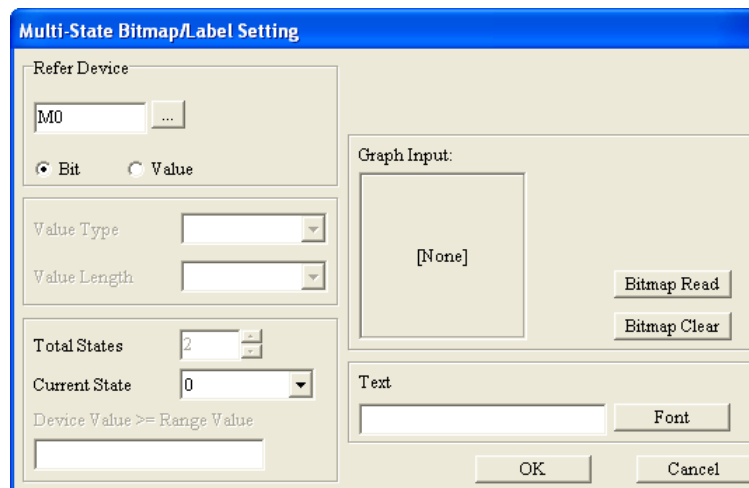 Multi-State Bitmap/Label Setting
Refer Device
M0
...
Bit
Value
Value Type
Value Length
Total States
2
Current State
0
Device Value >= Range Value
Graph Input:
[None]
Bitmap Read
Bitmap Clear
Text
Font
OK
Cancel